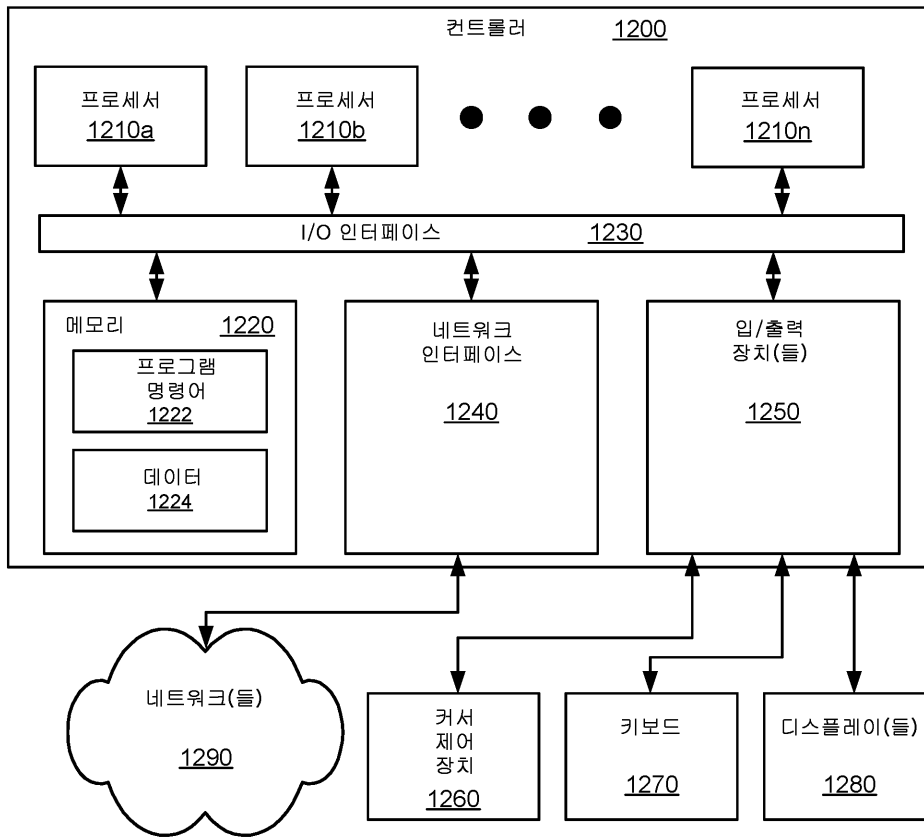 컨트롤러 1200
프로세서
1210a
프로세서
1210b
프로세서
1210n
I/O 인터페이스 1230
메모리 1220
프로그램
명령어
1222
데이터
1224
네트워크
인터페이스
1240
입/출력
장치(들)
1250
네트워크(들)
1290
커서
제어
장치
1260
키보드
1270
디스플레이(들)
1280